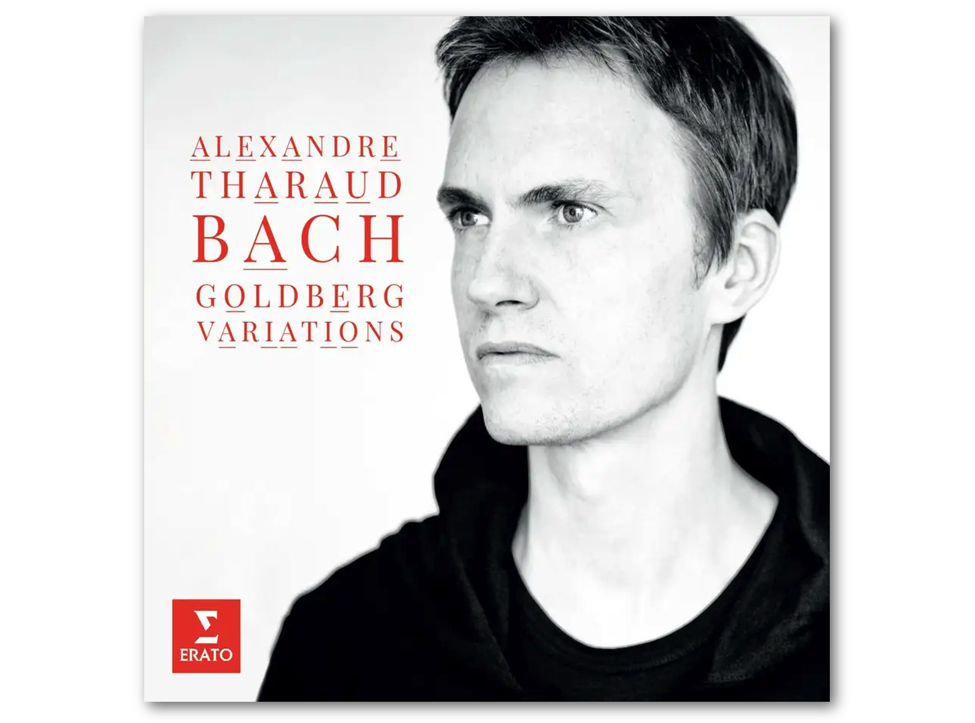 ALEXANDRE
THARAUD
BACH
GOLDBERG
VARIATIONS
ERATO